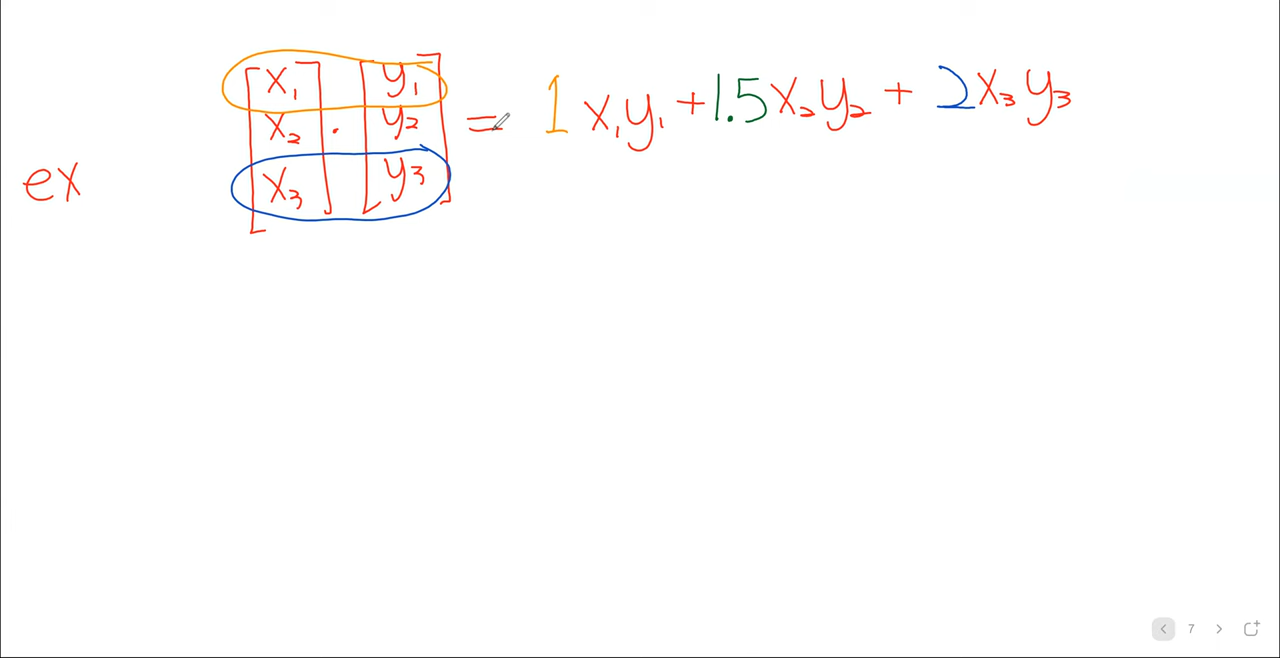 [x₁ x₂ x₃] · [y₁ y₂ y₃] = 1 x₁y₁ + 1.5 x₂y₂ + 2 x₃y₃
ex
7